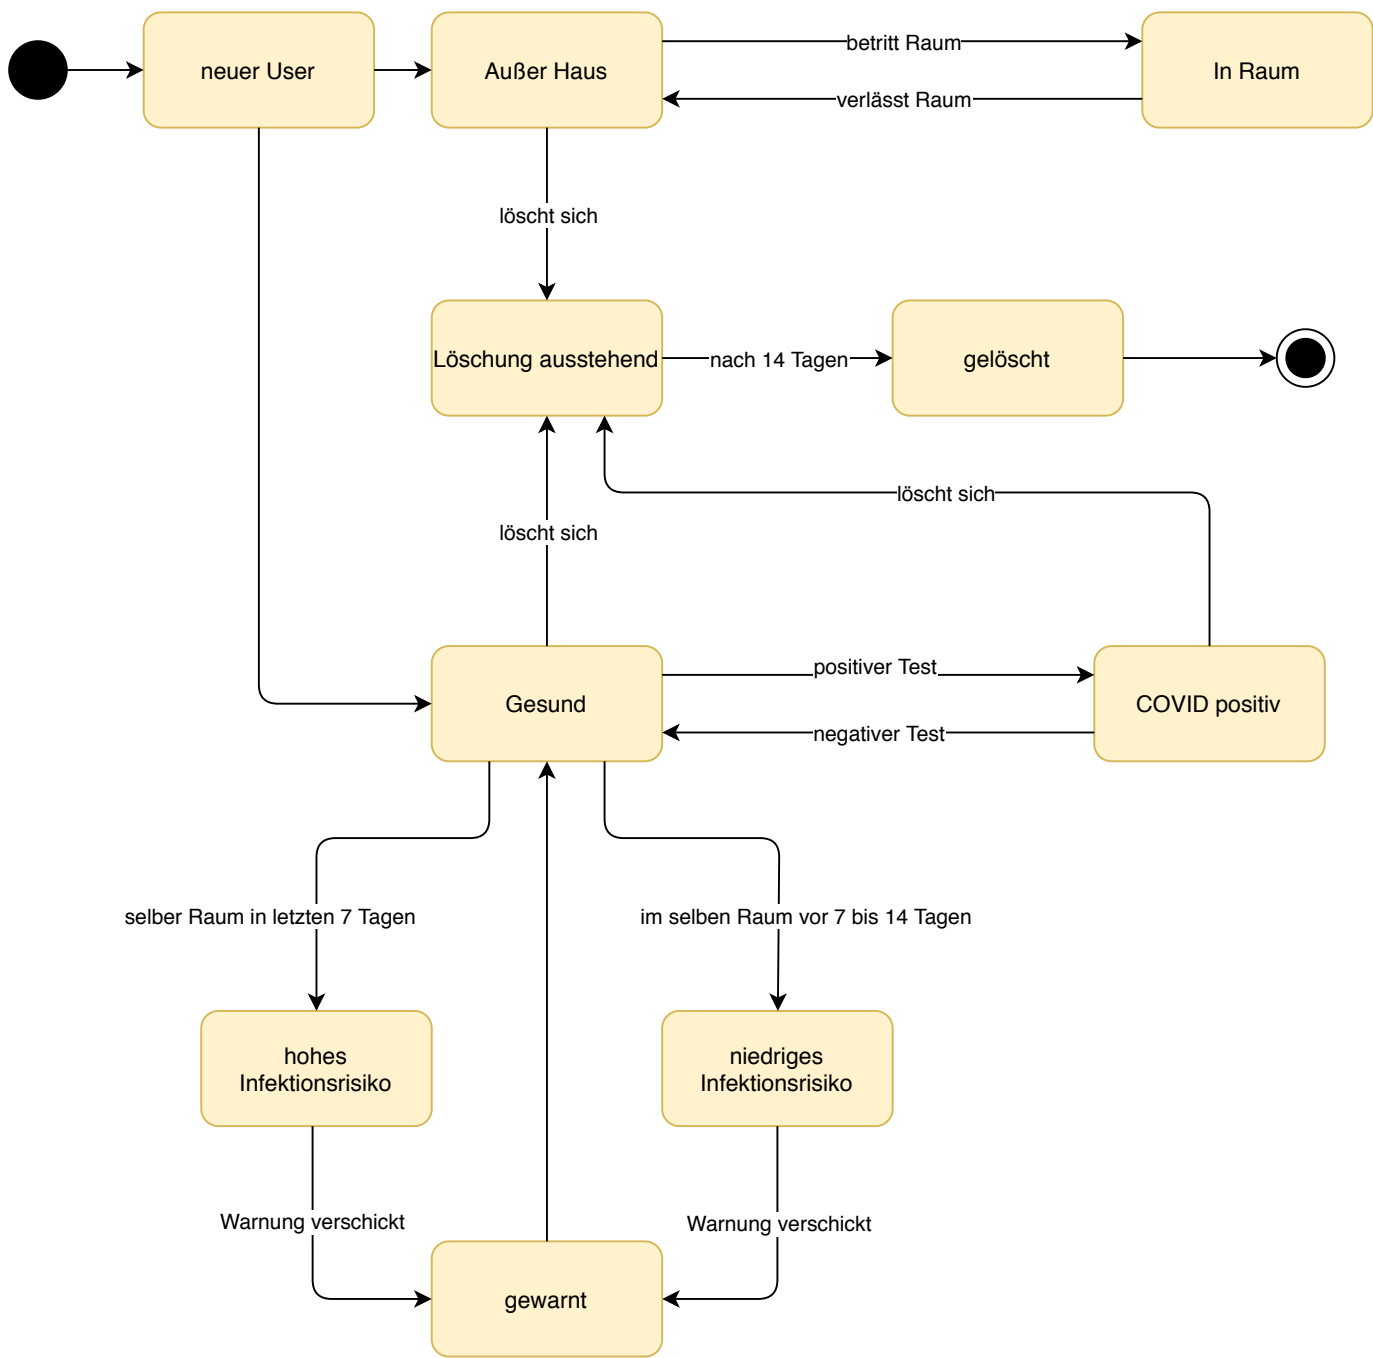 neuer User
Außer Haus
betritt Raum
verlässt Raum
In Raum
löscht sich
Löschung ausstehend
nach 14 Tagen
gelöscht
löscht sich
löscht sich
Gesund
positiver Test
negativer Test
COVID positiv
selber Raum in letzten 7 Tagen
im selben Raum vor 7 bis 14 Tagen
hohes
Infektionsrisiko
niedriges
Infektionsrisiko
Warnung verschickt
Warnung verschickt
gewarnt